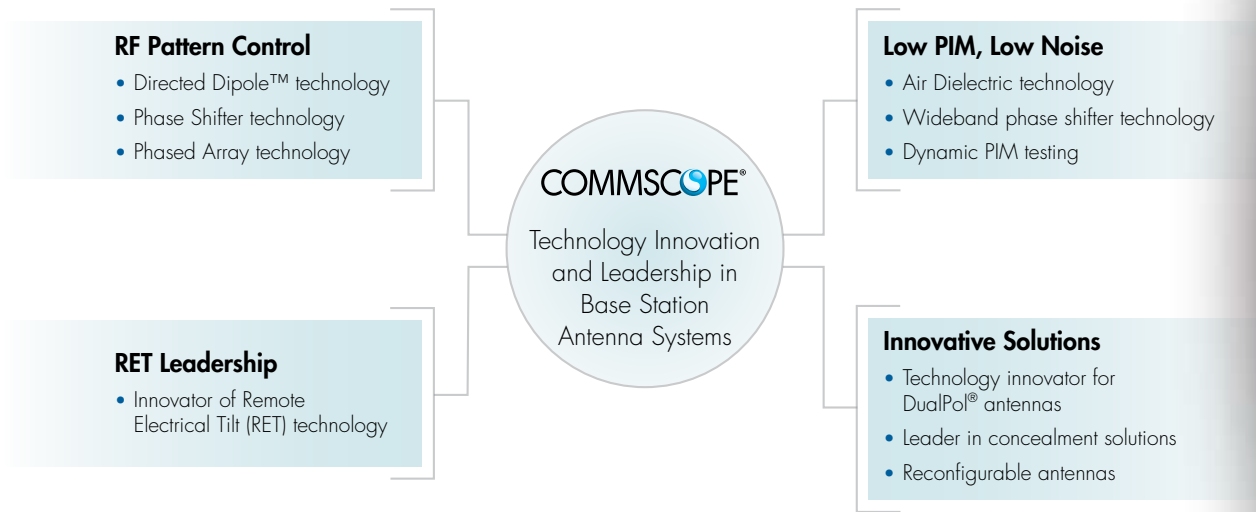 RF Pattern Control
• Directed Dipole™ technology
• Phase Shifter technology
• Phased Array technology
Low PIM, Low Noise
• Air Dielectric technology
• Wideband phase shifter technology
• Dynamic PIM testing
COMMSCOPE®
Technology Innovation
and Leadership in
Base Station
Antenna Systems
RET Leadership
• Innovator of Remote
Electrical Tilt (RET) technology
Innovative Solutions
• Technology innovator for
DualPol® antennas
• Leader in concealment solutions
• Reconfigurable antennas